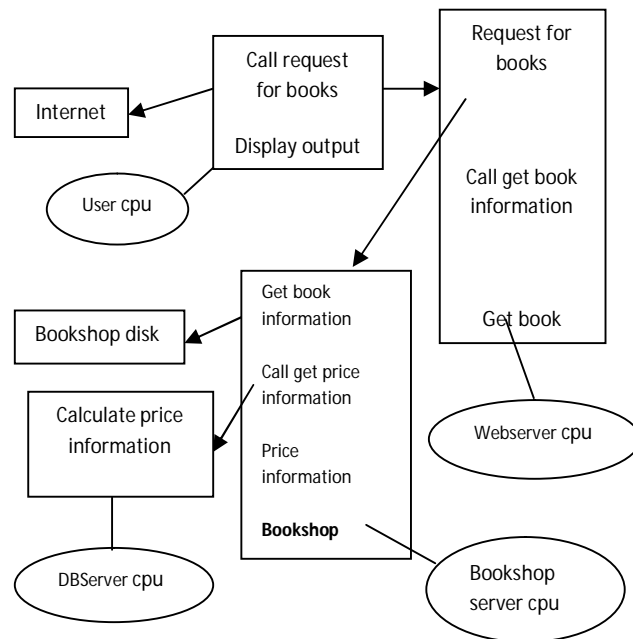 Call request
for books
Display output
Request for
books
Call get book
information
Get book
Internet
User cpu
Get book
information
Call get price
information
Price
information
Bookshop
Bookshop disk
Calculate price
information
Webserver cpu
DBServer cpu
Bookshop
server cpu